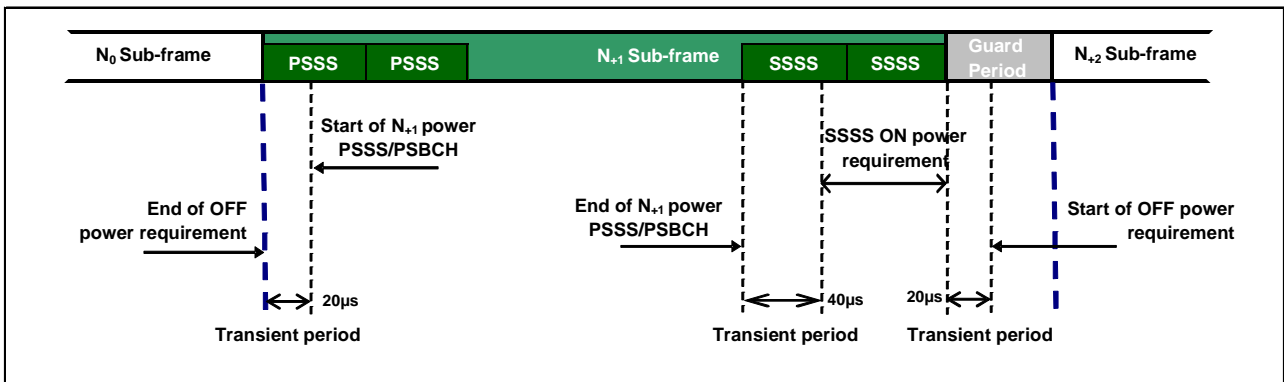 N₀ Sub-frame
PSSS
PSSS
N₊₁ Sub-frame
SSSS
SSSS
Guard
Period
N₊₂ Sub-frame
Start of N₊₁ power
PSSS/PSBCH
SSSS ON power
requirement
End of OFF
power requirement
End of N₊₁ power
PSSS/PSBCH
Start of OFF power
requirement
20µs
40µs
20µs
Transient period
Transient period
Transient period